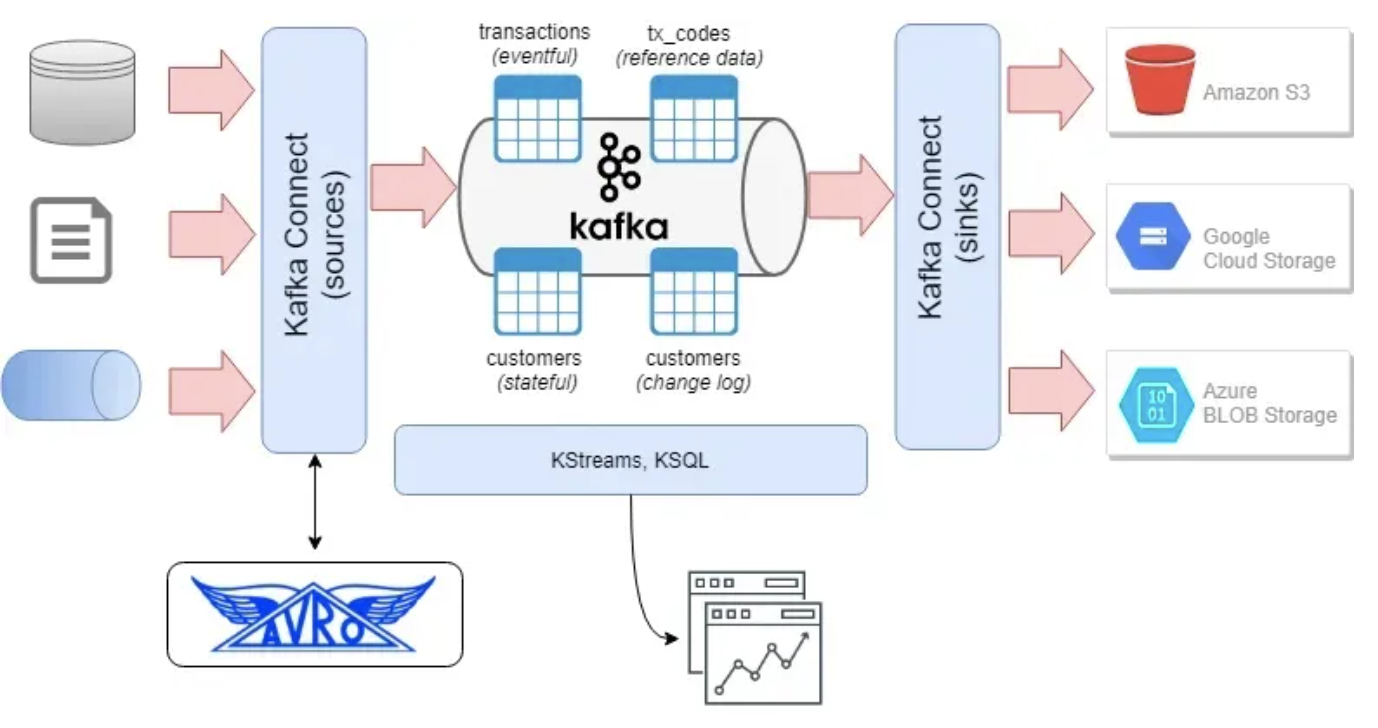 transactions
(eventful)
tx_codes
(reference data)
Kafka Connect
(sources)
kafka
Kafka Connect
(sinks)
Amazon S3
Google
Cloud Storage
customers
(stateful)
customers
(change log)
10
01
Azure
BLOB Storage
KStreams, KSQL
AVRO